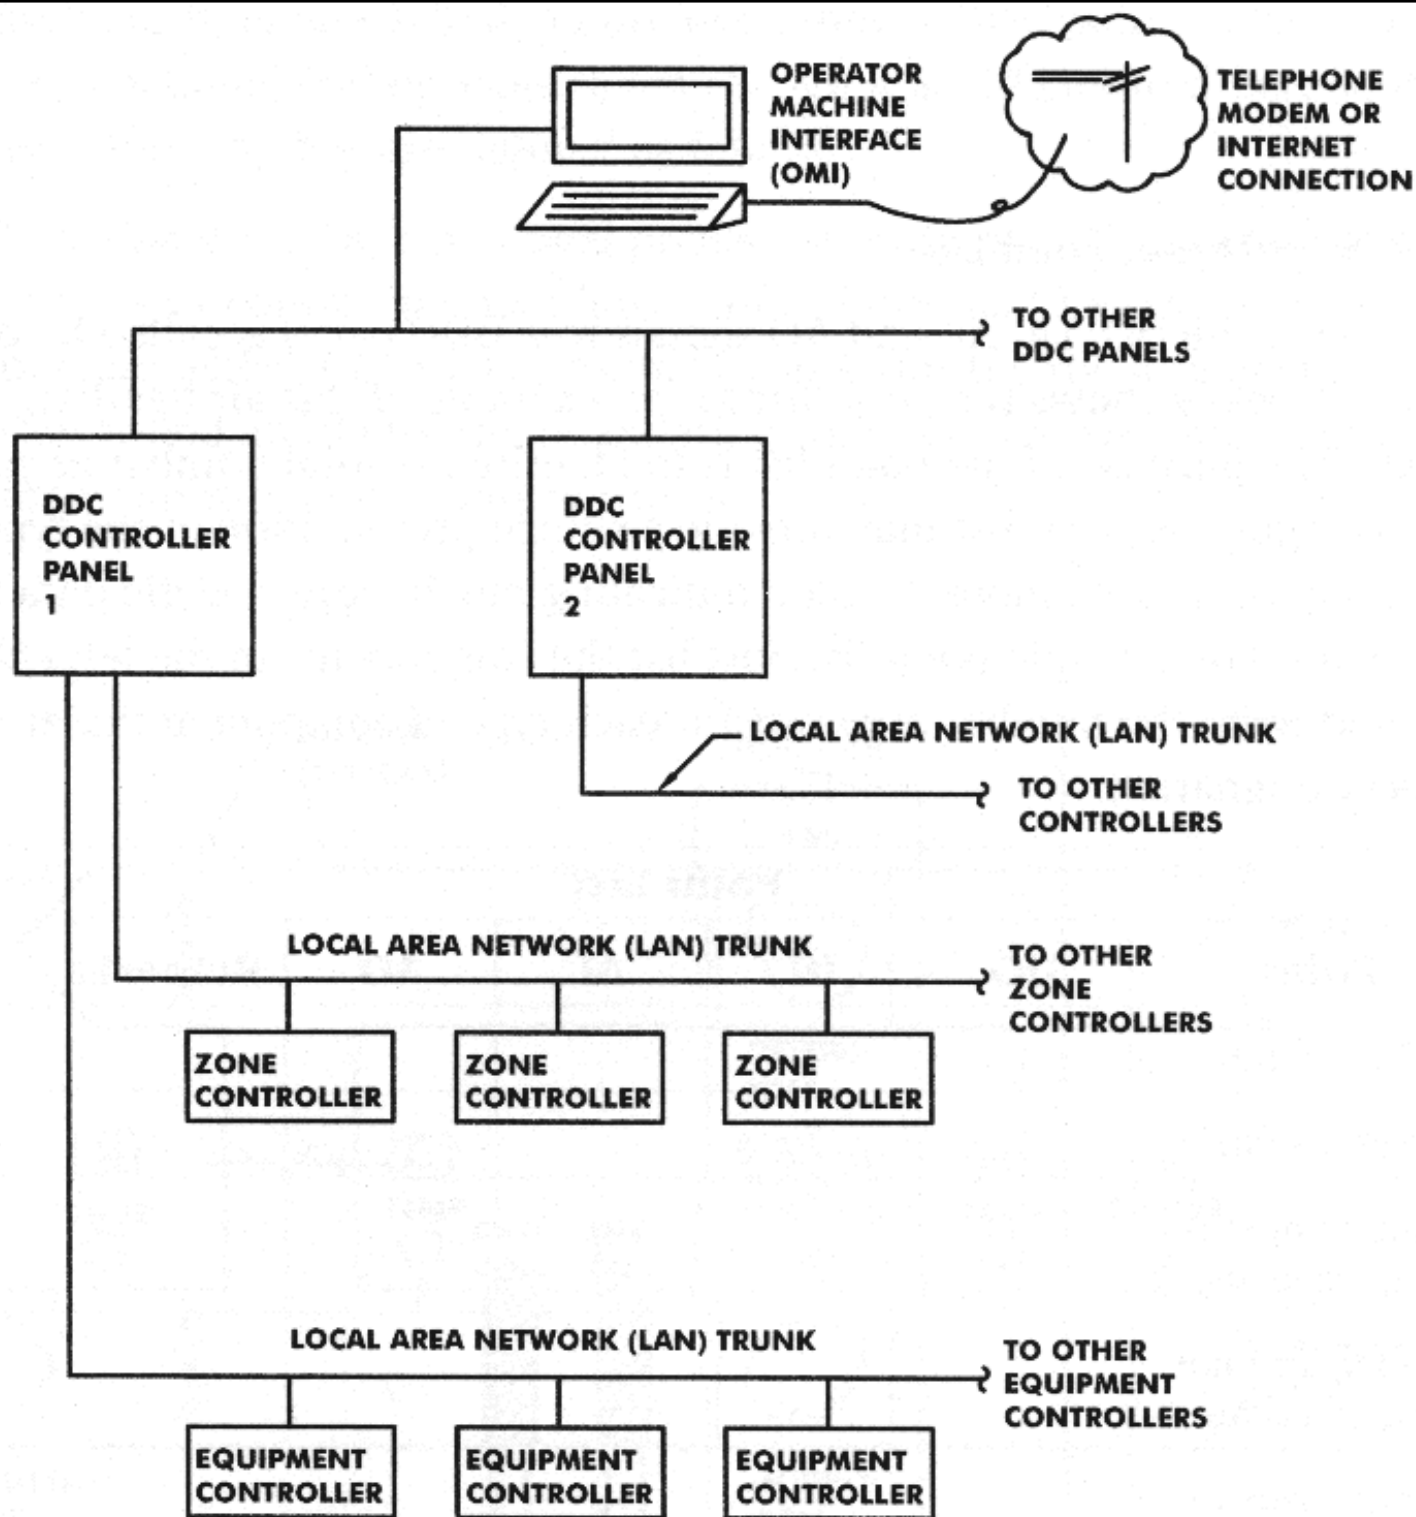 OPERATOR
MACHINE
INTERFACE
(OMI)
TELEPHONE
MODEM OR
INTERNET
CONNECTION
TO OTHER
DDC PANELS
DDC
CONTROLLER
PANEL
1
DDC
CONTROLLER
PANEL
2
LOCAL AREA NETWORK (LAN) TRUNK
TO OTHER
CONTROLLERS
LOCAL AREA NETWORK (LAN) TRUNK
TO OTHER
ZONE
CONTROLLERS
ZONE
CONTROLLER
ZONE
CONTROLLER
ZONE
CONTROLLER
LOCAL AREA NETWORK (LAN) TRUNK
TO OTHER
EQUIPMENT
CONTROLLERS
EQUIPMENT
CONTROLLER
EQUIPMENT
CONTROLLER
EQUIPMENT
CONTROLLER